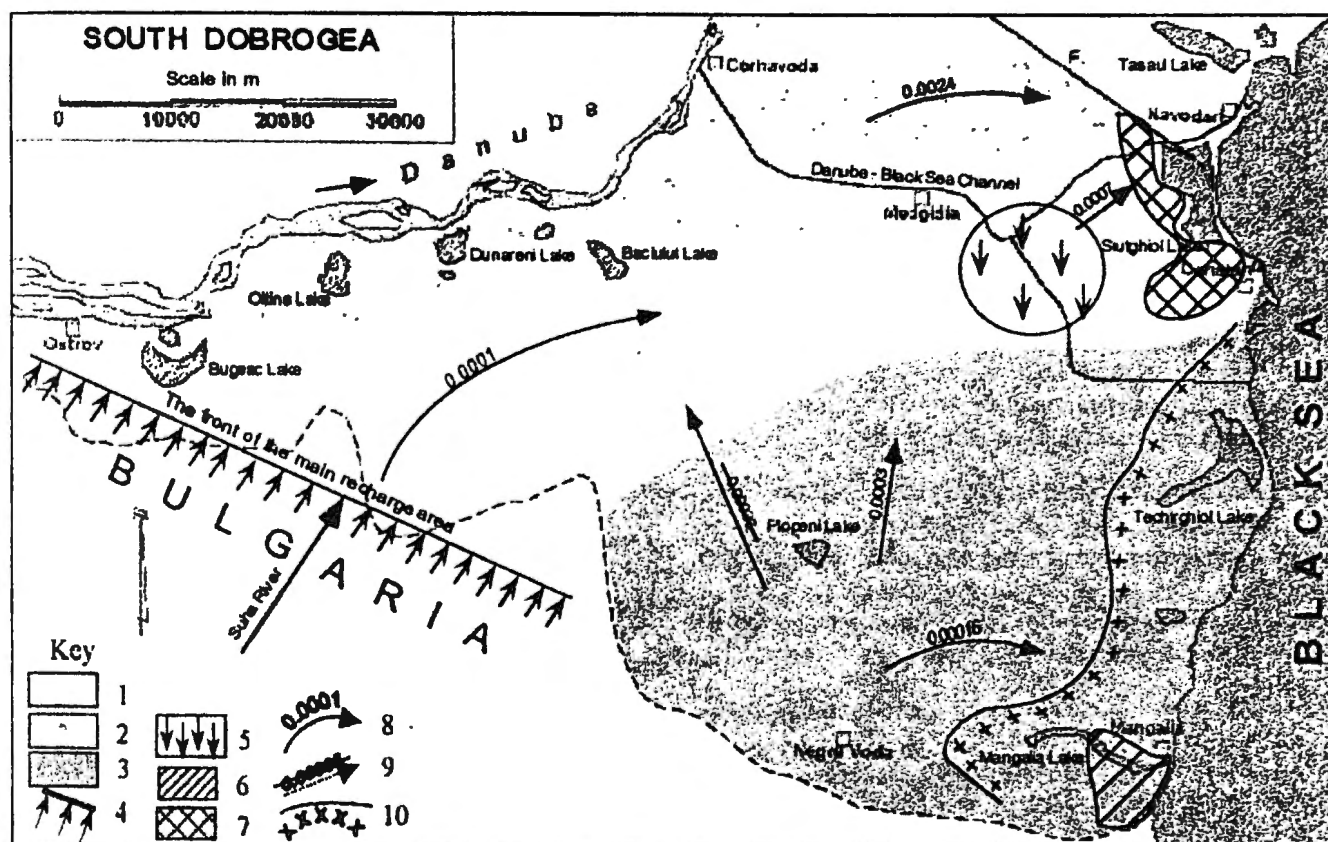 SOUTH DOBROGEA
Scale in m
0 10000 20000 30000
Danube
Cerhavoda
F.
Tasaul Lake
0.0024
Navodari
Danube - Black Sea Channel
Medgidia
0.0007
Siutghiol Lake
Dunareni Lake
Baciului Lake
Oltina Lake
Ostrov
Bugeac Lake
0.0001
The front of the main recharge area
BULGARIA
Suha River
Plopeni Lake
0.0003
Techirghiol Lake
BLACK SEA
0.00015
Negru Voda
Mangalia
Mangalia Lake
Key
1
2
3
4
5
6
7
0.0001
8
9
10